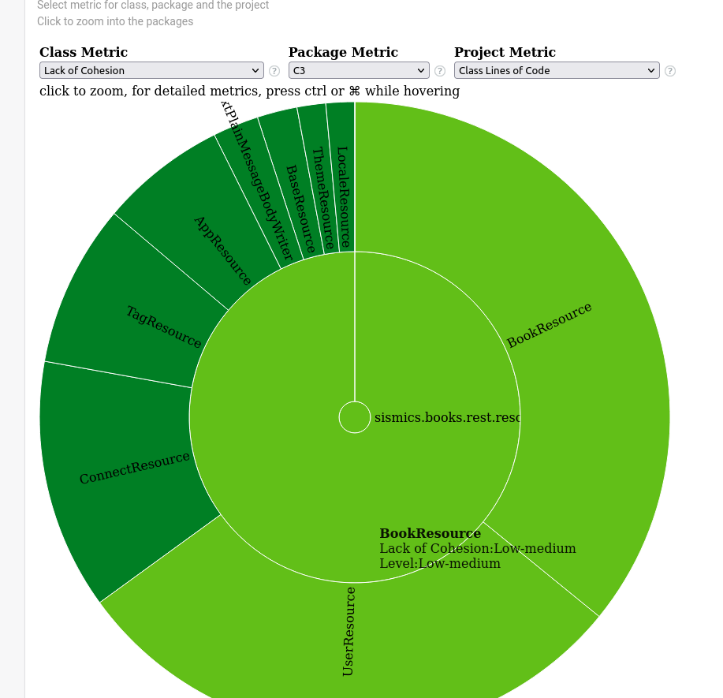 Select metric for class, package and the project
Click to zoom into the packages
Class Metric
Package Metric
Project Metric
Lack of Cohesion
?
C3
?
Class Lines of Code
?
click to zoom, for detailed metrics, press ctrl or ⌘ while hovering
xtPlainMessageBodyWriter
BaseResource
ThemeResource
LocaleResource
AppResource
TagResource
BookResource
sismics.books.rest.reso
ConnectResource
BookResource
Lack of Cohesion:Low-medium
Level:Low-medium
UserResource